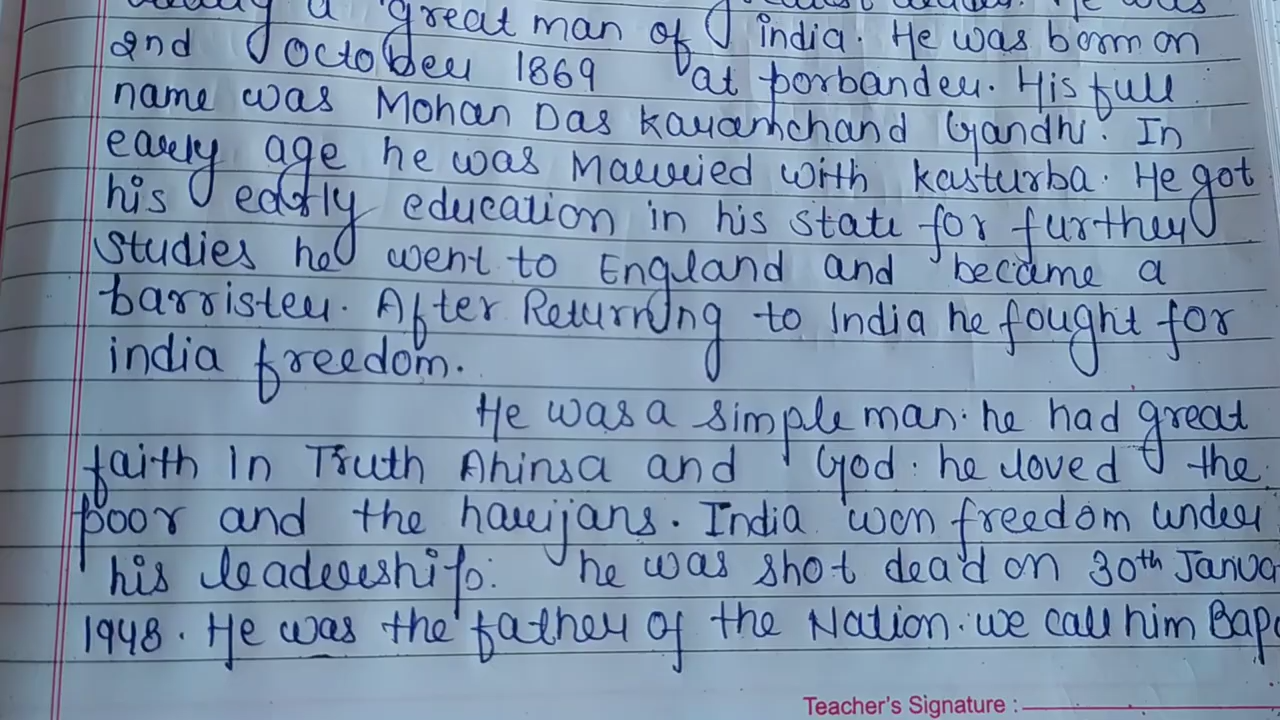 a great man of india. He was born on
2nd October 1869 at porbander. His full
name was Mohan Das Karamchand Gandhi. In
early age he was Married with Kasturba. He got
his early education in his state for further
studies he went to England and became a
barrister. After Returning to India he fought for
india freedom.
He was a simple man. he had great
faith in Truth Ahinsa and God. he loved the
poor and the harijans. India won freedom under
his leadership. he was shot dead on 30th
1948. He was the father of the Nation. we call him
Teacher's Signature :